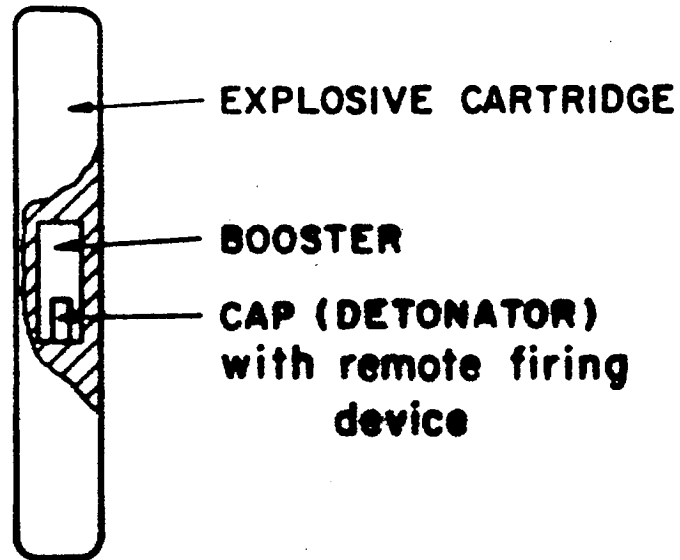 EXPLOSIVE CARTRIDGE
BOOSTER
CAP (DETONATOR)
with remote firing
device